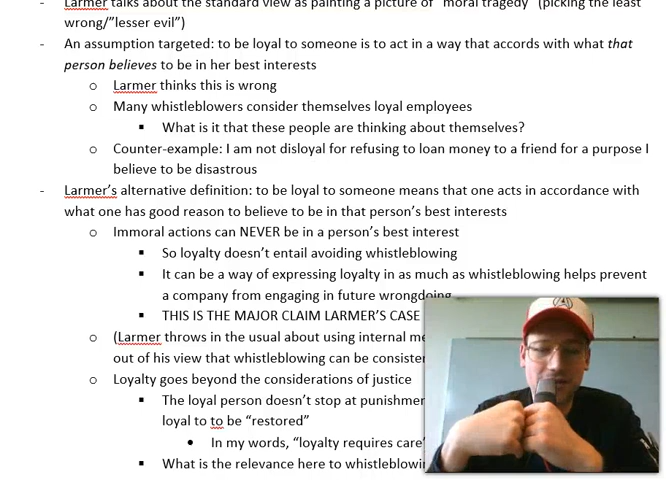 - Larmer talks about the standard view as painting a picture of "moral tragedy" (picking the least
wrong/"lesser evil")
- An assumption targeted: to be loyal to someone is to act in a way that accords with what that
person believes to be in her best interests
o Larmer thinks this is wrong
o Many whistleblowers consider themselves loyal employees
▪ What is it that these people are thinking about themselves?
o Counter-example: I am not disloyal for refusing to loan money to a friend for a purpose I
believe to be disastrous
- Larmer's alternative definition: to be loyal to someone means that one acts in accordance with
what one has good reason to believe to be in that person's best interests
o Immoral actions can NEVER be in a person's best interest
▪ So loyalty doesn't entail avoiding whistleblowing
▪ It can be a way of expressing loyalty in as much as whistleblowing helps prevent
a company from engaging in future wrongdoing
▪ THIS IS THE MAJOR CLAIM LARMER'S CASE
o (Larmer throws in the usual about using internal
out of his view that whistleblowing can be
o Loyalty goes beyond the considerations of justice
▪ The loyal person doesn't stop at
loyal to to be "restored"
• In my words, "loyalty requires care"
▪ What is the relevance here to